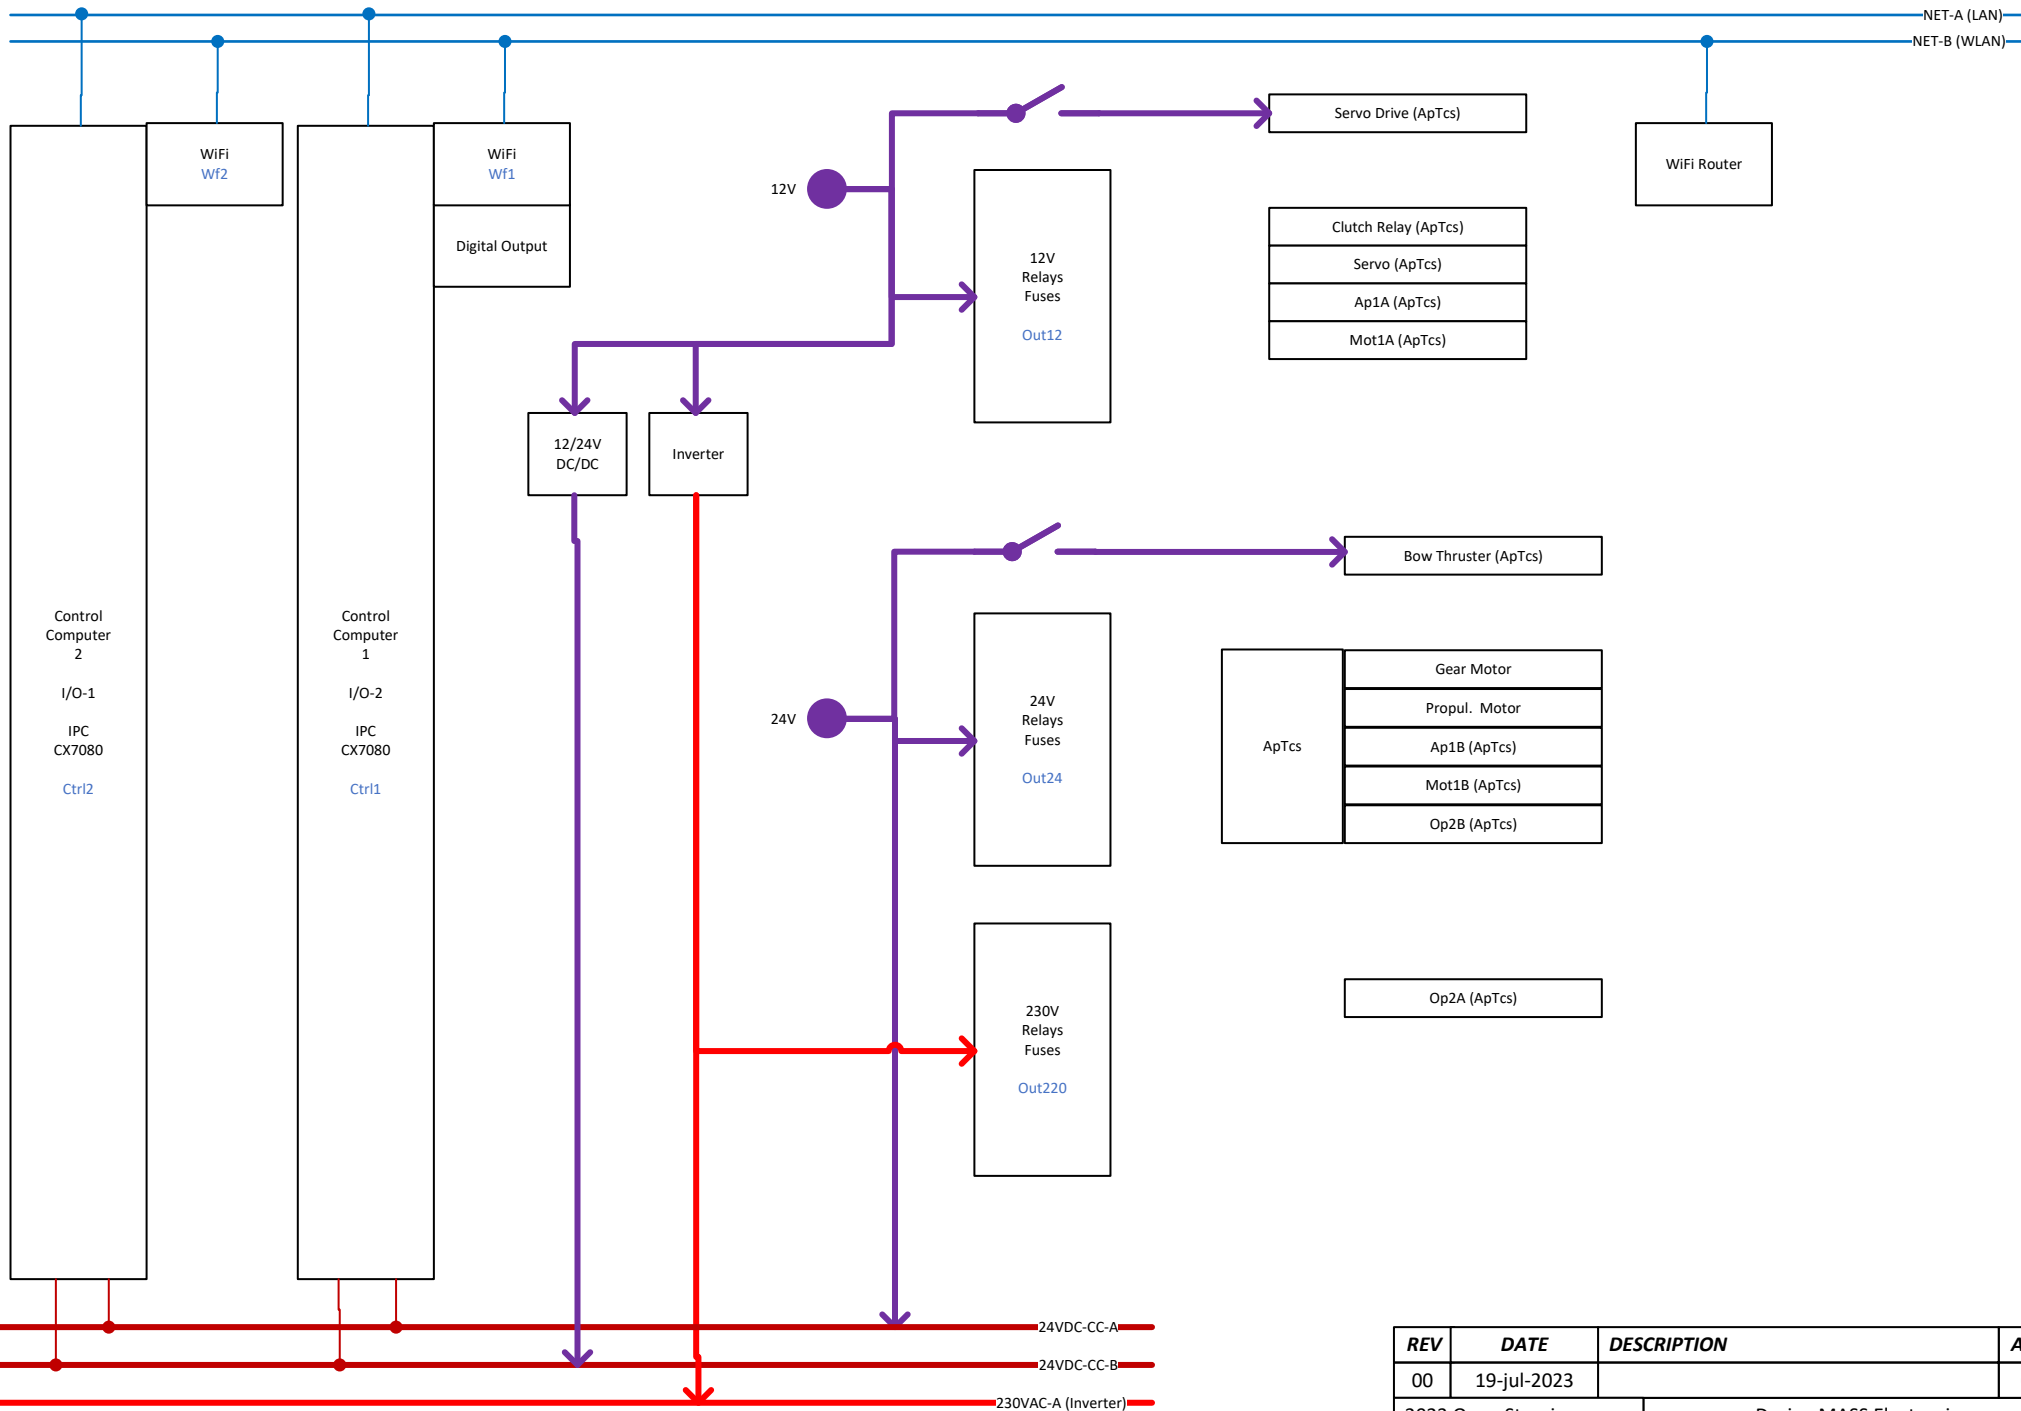 NET-A (LAN)
NET-B (WLAN)
WiFi
Wf2
WiFi
Wf1
Digital Output
12V
Servo Drive (ApTcs)
WiFi Router
12V
Relays
Fuses
Out12
Clutch Relay (ApTcs)
Servo (ApTcs)
Ap1A (ApTcs)
Mot1A (ApTcs)
12/24V
DC/DC
Inverter
Bow Thruster (ApTcs)
Control
Computer
2
I/O-1
IPC
CX7080
Ctrl2
Control
Computer
1
I/O-2
IPC
CX7080
Ctrl1
24V
24V
Relays
Fuses
Out24
ApTcs
Gear Motor
Propul. Motor
Ap1B (ApTcs)
Mot1B (ApTcs)
Op2B (ApTcs)
230V
Relays
Fuses
Out220
Op2A (ApTcs)
24VDC-CC-A
24VDC-CC-B
230VAC-A (Inverter)
REV DATE DESCRIPTION A
00 19-jul-2023